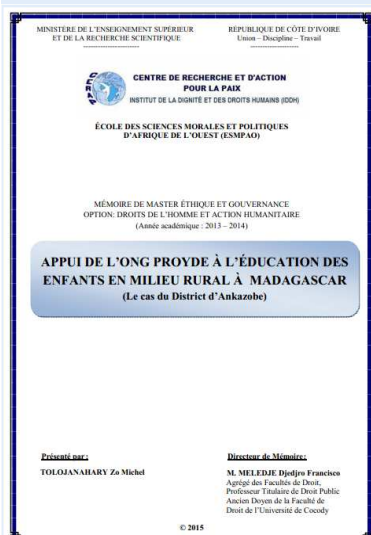 MINISTÈRE DE L'ENSEIGNEMENT SUPÉRIEUR
ET DE LA RECHERCHE SCIENTIFIQUE
-----------------------
RÉPUBLIQUE DE CÔTE D'IVOIRE
Union – Discipline – Travail
--------------------
CERAP
CENTRE DE RECHERCHE ET D'ACTION
POUR LA PAIX
INSTITUT DE LA DIGNITÉ ET DES DROITS HUMAINS (IDDH)
ÉCOLE DES SCIENCES MORALES ET POLITIQUES
D'AFRIQUE DE L'OUEST (ESMPAO)
MÉMOIRE DE MASTER ÉTHIQUE ET GOUVERNANCE
OPTION: DROITS DE L'HOMME ET ACTION HUMANITAIRE
(Année académique : 2013 – 2014)
APPUI DE L'ONG PROYDE À L'ÉDUCATION DES
ENFANTS EN MILIEU RURAL À MADAGASCAR
(Le cas du District d'Ankazobe)
Présenté par :
TOLOJANAHARY Zo Michel
Directeur de Mémoire :
M. MELEDJE Djedjro Francisco
Agrégé des Facultés de Droit,
Professeur Titulaire de Droit Public
Ancien Doyen de la Faculté de
Droit de l'Université de Cocody
© 2015